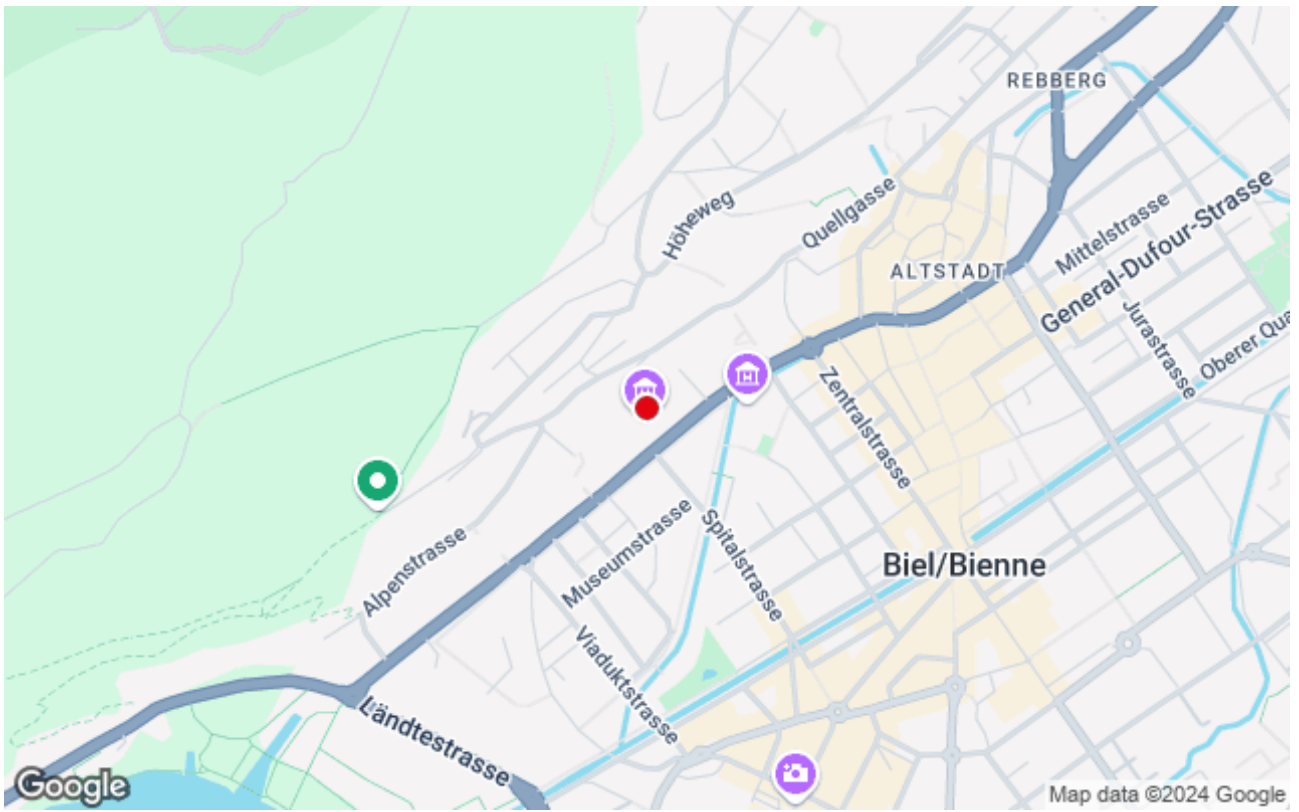 REBBERG
Höheweg
Quellgasse
ALTSTADT
Mittelstrasse
General-Dufour-Strasse
Jurastrasse
Oberer Qua
Zentralstrasse
Museumstrasse
Spitalstrasse
Alpenstrasse
Biel/Bienne
Viaduktstrasse
Ländtestrasse
Google
Map data ©2024 Google